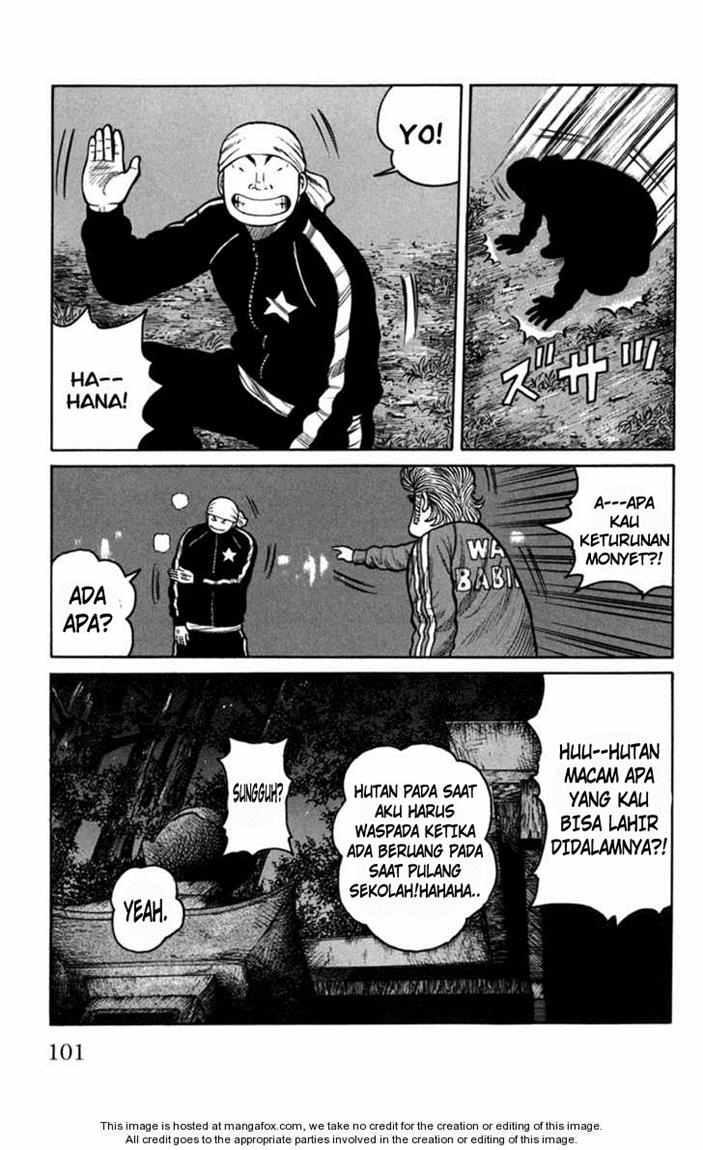 ズザッ
YO!
HA--
HANA!
A---APA
KAU
KETURUNAN
MONYET?!
WA
BABI
ADA
APA?
HUU--HUTAN
MACAM APA
YANG KAU
BISA LAHIR
DIDALAMNYA?!
HUTAN PADA SAAT
AKU HARUS
WASPADA KETIKA
ADA BERUANG PADA
SAAT PULANG
SEKOLAH!HAHAHA..
SUNGGUH?
YEAH.
101
This image is hosted at mangafox.com, we take no credit for the creation or editing of this image.
All credit goes to the appropriate parties involved in the creation or editing of this image.